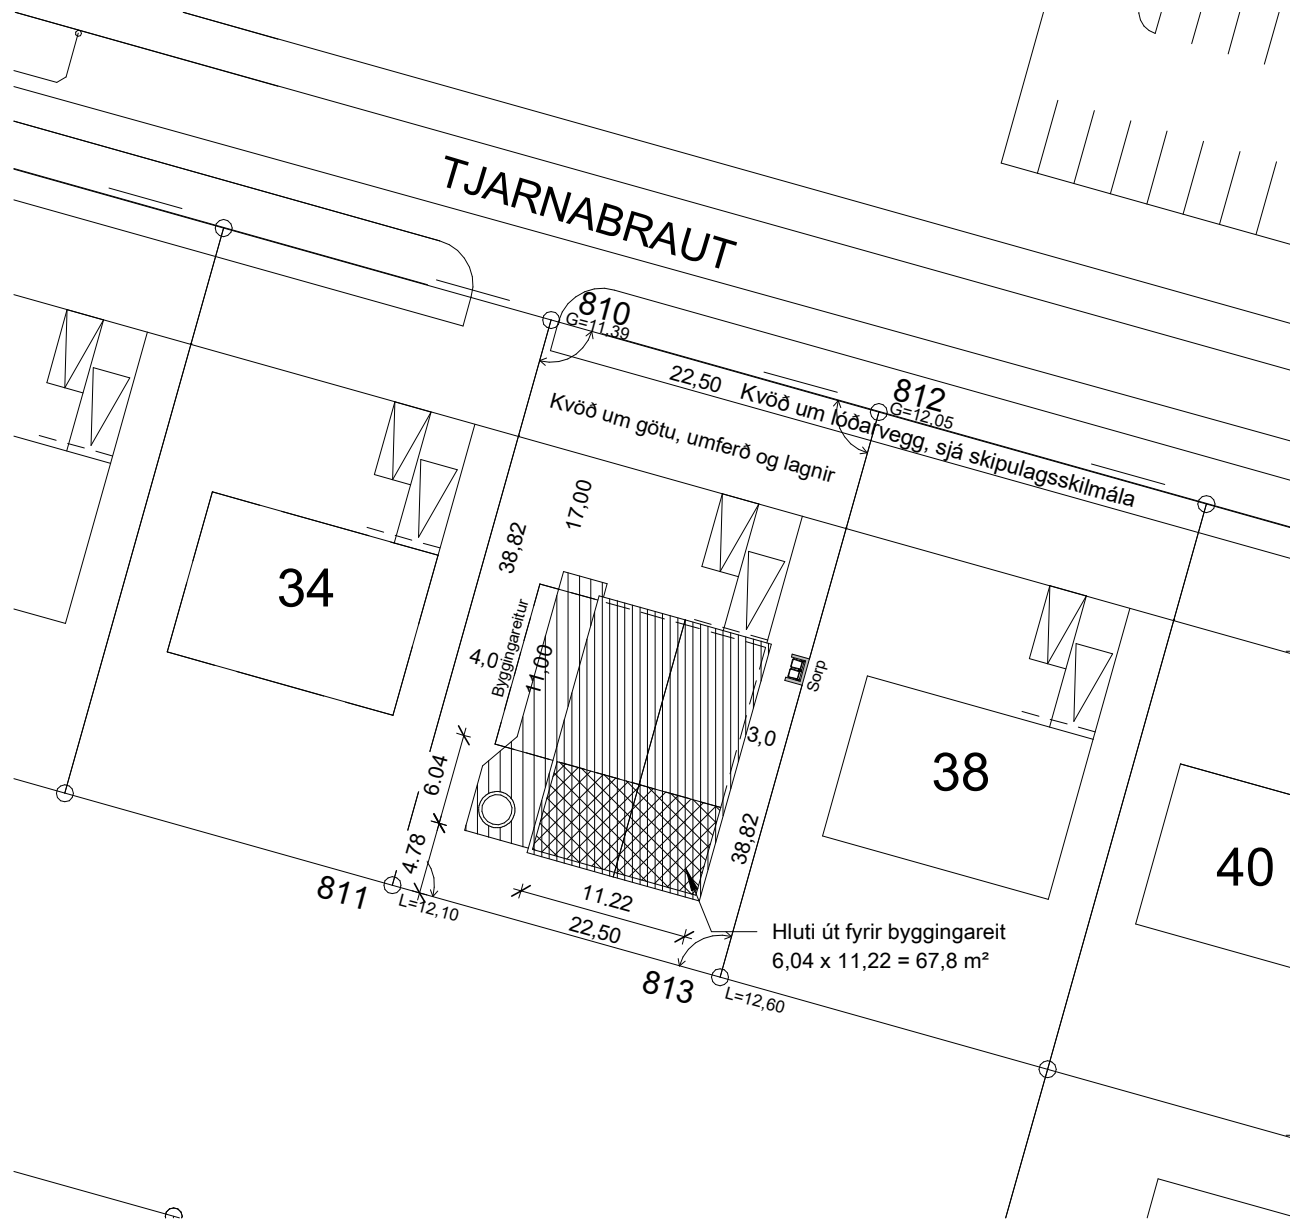 TJARNABRAUT
810
G=11,39
812
G=12,05
22,50
Kvöð um lóðarvegg, sjá skipulagsskilmála
Kvöð um götu, umferð og lagnir
17,00
38,82
34
Byggingareitur
4,0
11,00
Sorp
3,0
38
6.04
38,82
4.78
40
811
L=12,10
11.22
22,50
Hluti út fyrir byggingareit
6,04 x 11,22 = 67,8 m²
813
L=12,60